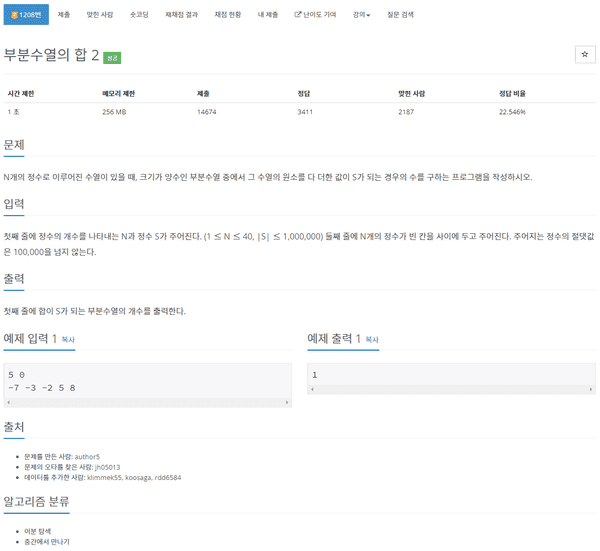 1208번 제출 맞힌 사람 숏코딩 재채점 결과 채점 현황 내 제출 난이도 기여 강의 질문 검색
부분수열의 합 2 성공
시간 제한 메모리 제한 제출 정답 맞힌 사람 정답 비율
1 초 256 MB 14674 3411 2187 22.546%
문제
N개의 정수로 이루어진 수열이 있을 때, 크기가 양수인 부분수열 중에서 그 수열의 원소를 다 더한 값이 S가 되는 경우의 수를 구하는 프로그램을 작성하시오.
입력
첫째 줄에 정수의 개수를 나타내는 N과 정수 S가 주어진다. (1 ≤ N ≤ 40, |S| ≤ 1,000,000) 둘째 줄에 N개의 정수가 빈 칸을 사이에 두고 주어진다. 주어지는 정수의 절댓값
은 100,000을 넘지 않는다.
출력
첫째 줄에 합이 S가 되는 부분수열의 개수를 출력한다.
예제 입력 1 복사
5 0
-7 -3 -2 5 8
예제 출력 1 복사
1
출처
문제를 만든 사람: author5
문제의 오타를 찾은 사람: jh05013
데이터를 추가한 사람: klimmek55, koosaga, rdd6584
알고리즘 분류
이분 탐색
중간에서 만나기